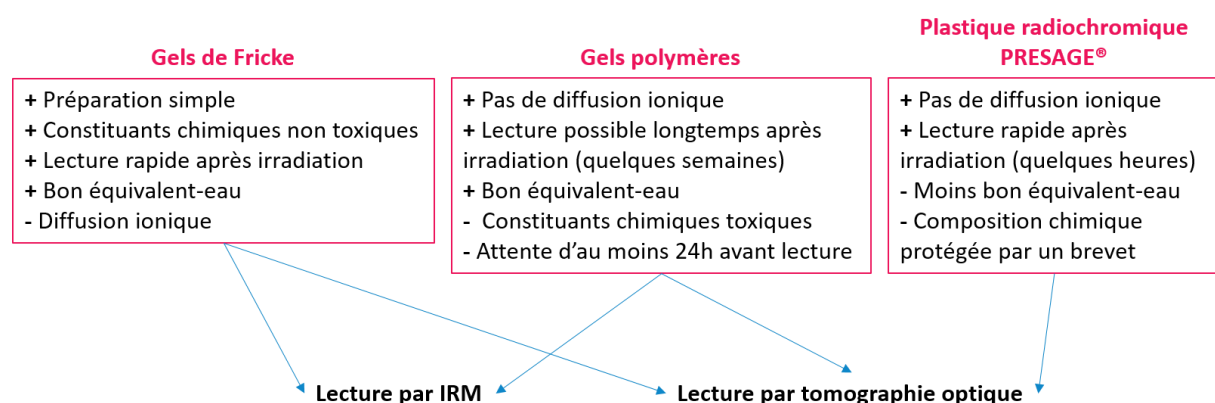 Gels de Fricke
+ Préparation simple
+ Constituants chimiques non toxiques
+ Lecture rapide après irradiation
+ Bon équivalent-eau
- Diffusion ionique
Gels polymères
+ Pas de diffusion ionique
+ Lecture possible longtemps après
irradiation (quelques semaines)
+ Bon équivalent-eau
- Constituants chimiques toxiques
- Attente d'au moins 24h avant lecture
Plastique radiochromique
PRESAGE®
+ Pas de diffusion ionique
+ Lecture rapide après
irradiation (quelques heures)
- Moins bon équivalent-eau
- Composition chimique
protégée par un brevet
Lecture par IRM
Lecture par tomographie optique